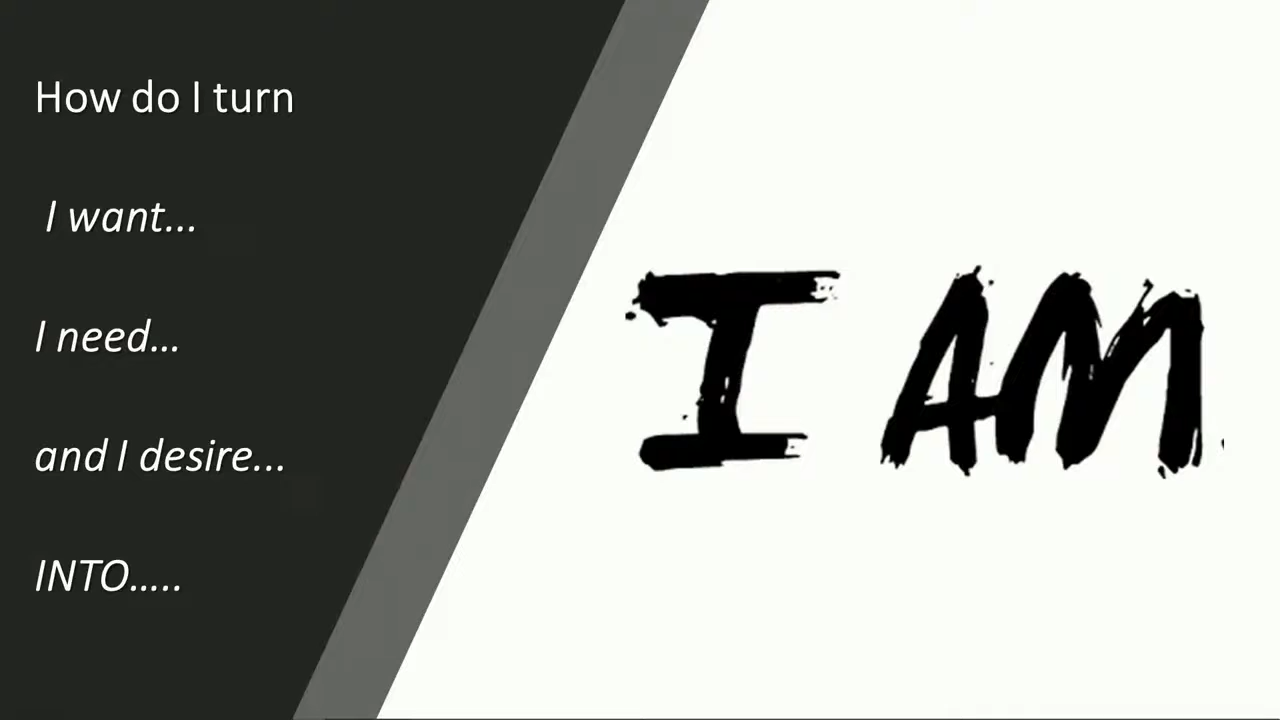 How do I turn
I want...
I need...
and I desire...
INTO.....
I AM